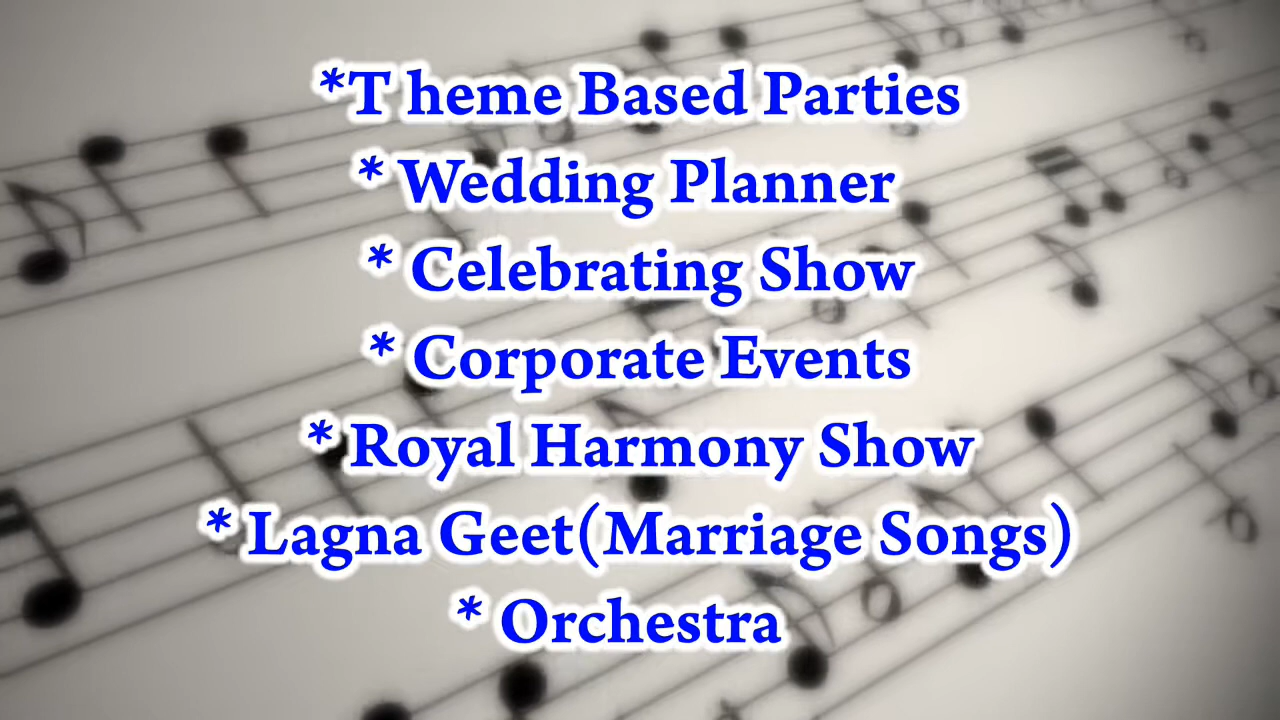 *T heme Based Parties
* Wedding Planner
* Celebrating Show
* Corporate Events
* Royal Harmony Show
* Lagna Geet(Marriage Songs)
* Orchestra